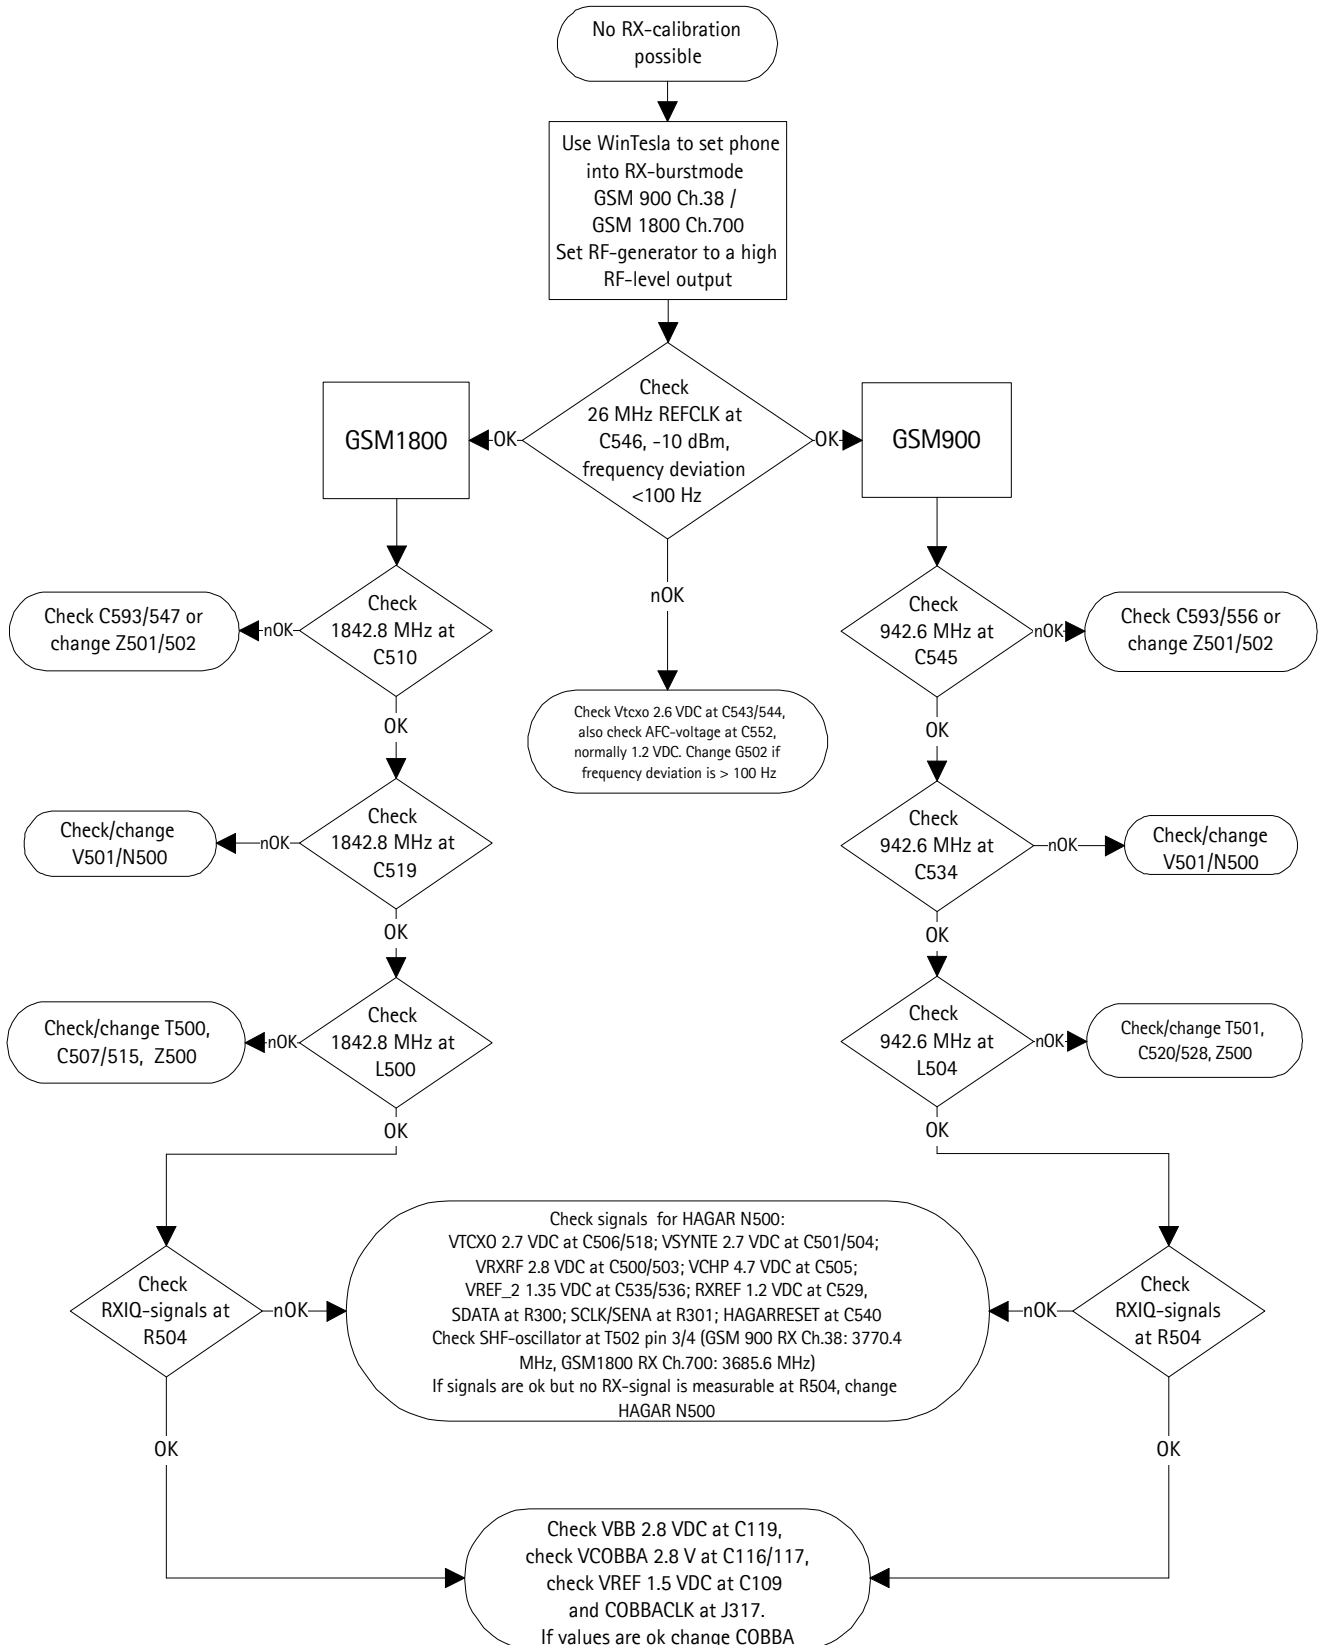 No RX-calibration
possible
Use WinTesla to set phone
into RX-burstmode
GSM 900 Ch.38 /
GSM 1800 Ch.700
Set RF-generator to a high
RF-level output
Check
26 MHz REFCLK at
C546, -10 dBm,
frequency deviation
<100 Hz
OK
OK
GSM1800
GSM900
nOK
Check
1842.8 MHz at
C510
nOK
Check C593/547 or
change Z501/502
Check
942.6 MHz at
C545
nOK
Check C593/556 or
change Z501/502
Check Vtcxo 2.6 VDC at C543/544,
also check AFC-voltage at C552,
normally 1.2 VDC. Change G502 if
frequency deviation is > 100 Hz
OK
OK
Check
1842.8 MHz at
C519
nOK
Check/change
V501/N500
Check
942.6 MHz at
C534
nOK
Check/change
V501/N500
OK
OK
Check
1842.8 MHz at
L500
nOK
Check/change T500,
C507/515, Z500
Check
942.6 MHz at
L504
nOK
Check/change T501,
C520/528, Z500
OK
OK
Check
RXIQ-signals at
R504
nOK
Check signals for HAGAR N500:
VTCXO 2.7 VDC at C506/518; VSYNTE 2.7 VDC at C501/504;
VRXRF 2.8 VDC at C500/503; VCHP 4.7 VDC at C505;
VREF_2 1.35 VDC at C535/536; RXREF 1.2 VDC at C529,
SDATA at R300; SCLK/SENA at R301; HAGARRESET at C540
Check SHF-oscillator at T502 pin 3/4 (GSM 900 RX Ch.38: 3770.4
MHz, GSM1800 RX Ch.700: 3685.6 MHz)
If signals are ok but no RX-signal is measurable at R504, change
HAGAR N500
nOK
Check
RXIQ-signals
at R504
OK
OK
Check VBB 2.8 VDC at C119,
check VCOBBA 2.8 V at C116/117,
check VREF 1.5 VDC at C109
and COBBACLK at J317.
If values are ok change COBBA